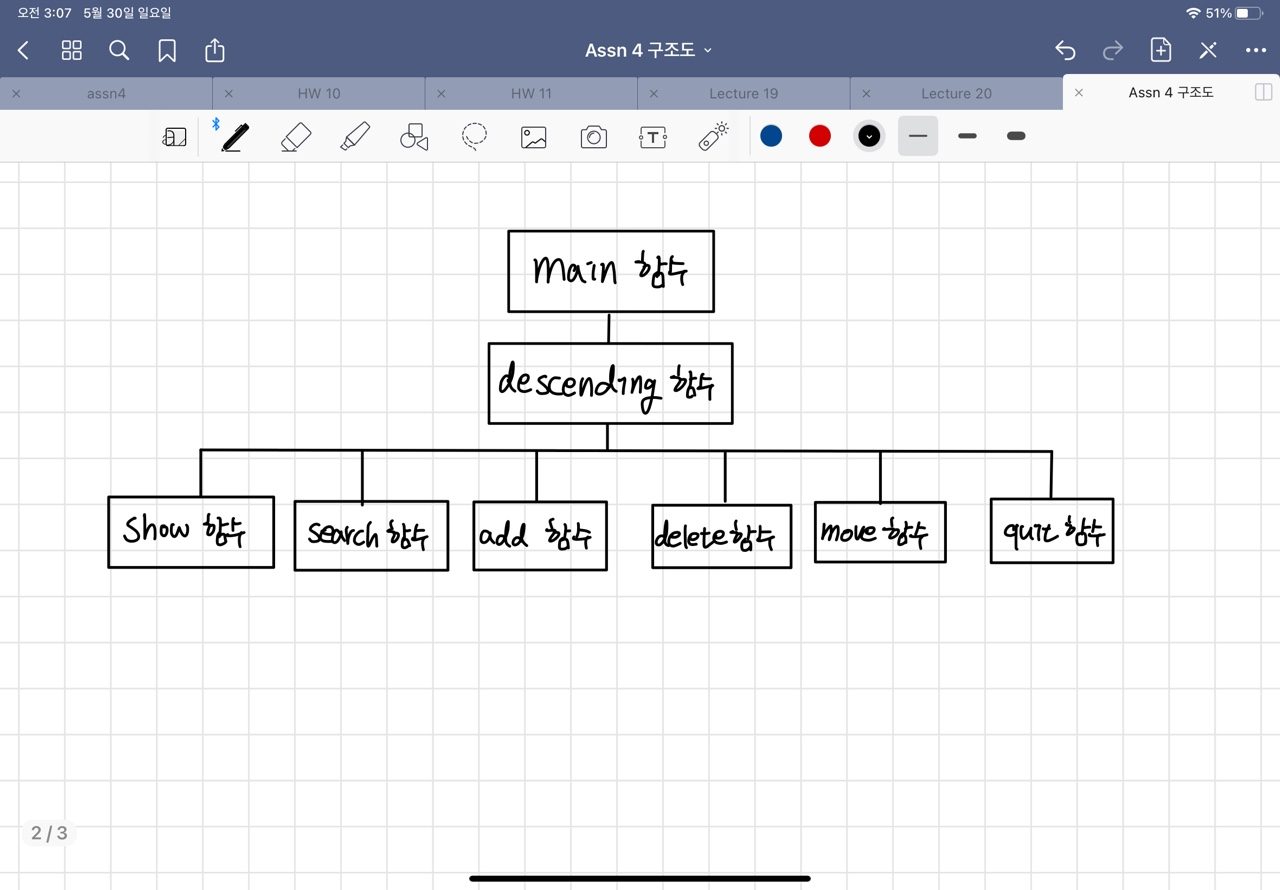 오전 3:07 5월 30일 일요일
51%
Assn 4 구조도
assn4
HW 10
HW 11
Lecture 19
Lecture 20
Assn 4 구조도
T
main 함수
descending 함수
show 함수
search 함수
add 함수
delete 함수
move 함수
quit 함수
2 / 3